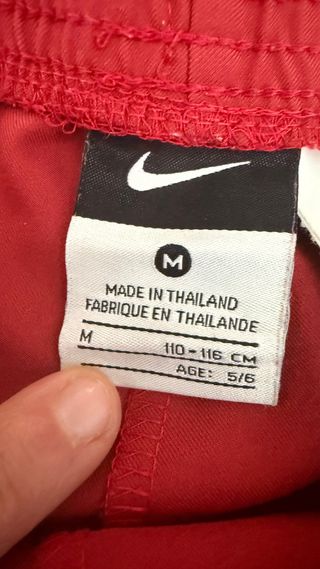 M
MADE IN THAILAND
FABRIQUE EN THAILANDE
M 110-116 CM
AGE: 5/6